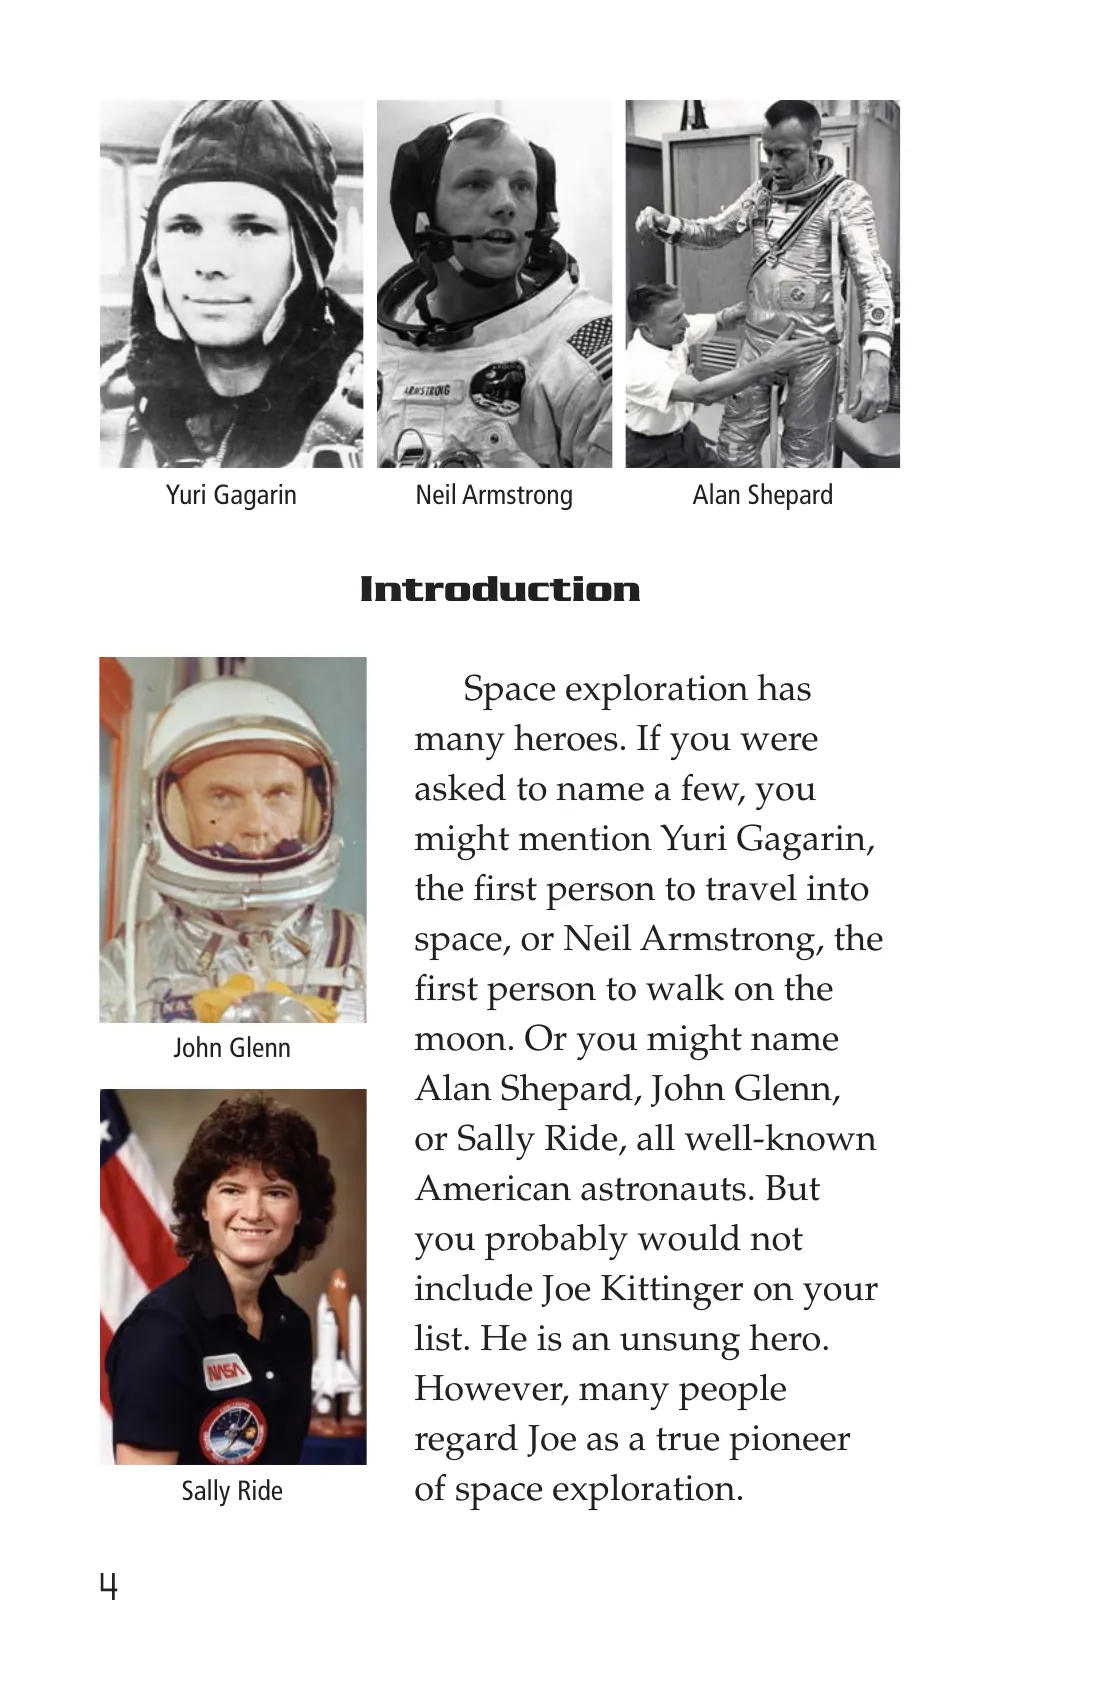 ARMSTRONG
Yuri Gagarin
Neil Armstrong
Alan Shepard
Introduction
Space exploration has
many heroes. If you were
asked to name a few, you
might mention Yuri Gagarin,
the first person to travel into
space, or Neil Armstrong, the
first person to walk on the
moon. Or you might name
Alan Shepard, John Glenn,
or Sally Ride, all well-known
American astronauts. But
you probably would not
include Joe Kittinger on your
list. He is an unsung hero.
However, many people
regard Joe as a true pioneer
of space exploration.
John Glenn
NASA
Sally Ride
4